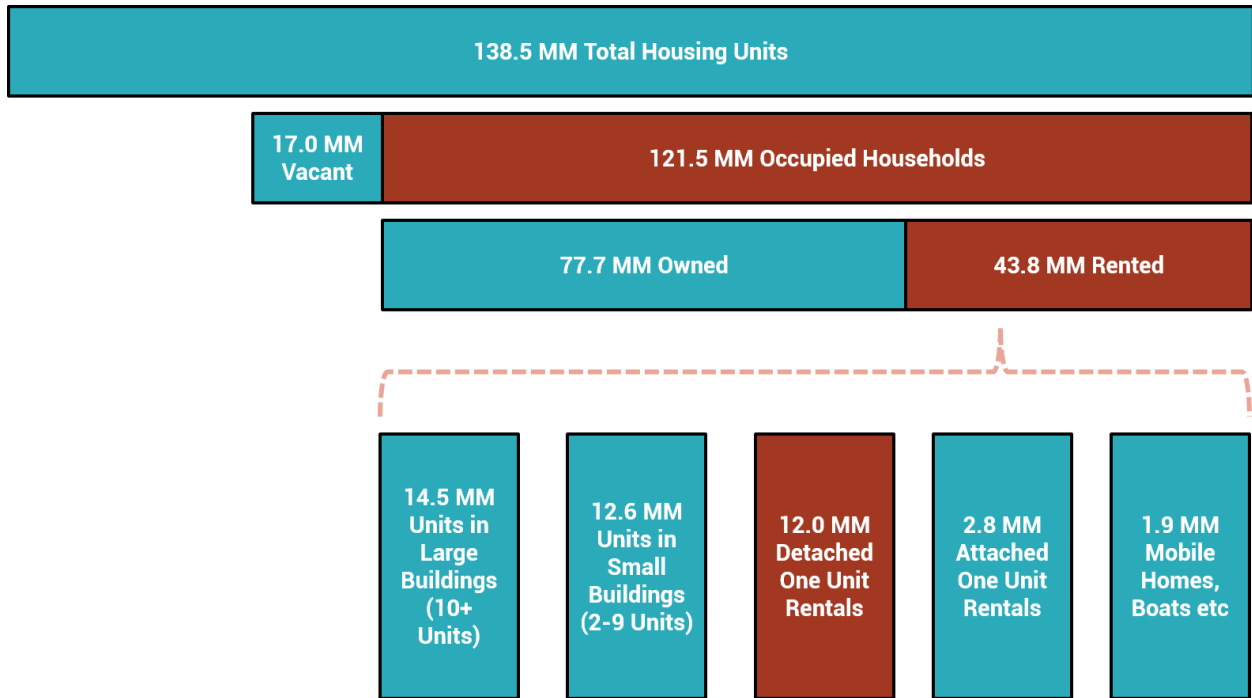 138.5 MM Total Housing Units
17.0 MM
Vacant
121.5 MM Occupied Households
77.7 MM Owned
43.8 MM Rented
14.5 MM
Units in
Large
Buildings
(10+
Units)
12.6 MM
Units in
Small
Buildings
(2-9 Units)
12.0 MM
Detached
One Unit
Rentals
2.8 MM
Attached
One Unit
Rentals
1.9 MM
Mobile
Homes,
Boats etc